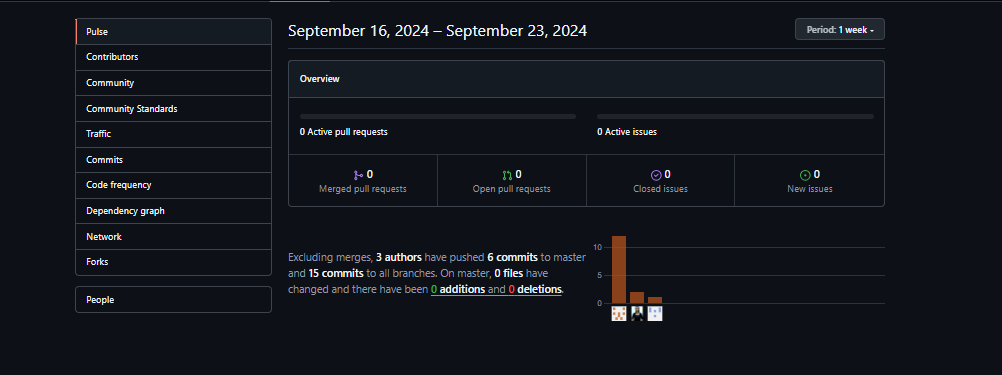 Pulse
Contributors
Community
Community Standards
Traffic
Commits
Code frequency
Dependency graph
Network
Forks
People
September 16, 2024 – September 23, 2024
Period: 1 week
Overview
0 Active pull requests
0 Active issues
0
Merged pull requests
0
Open pull requests
0
Closed issues
0
New issues
Excluding merges, 3 authors have pushed 6 commits to master
and 15 commits to all branches. On master, 0 files have
changed and there have been 0 additions and 0 deletions.
10
5
0